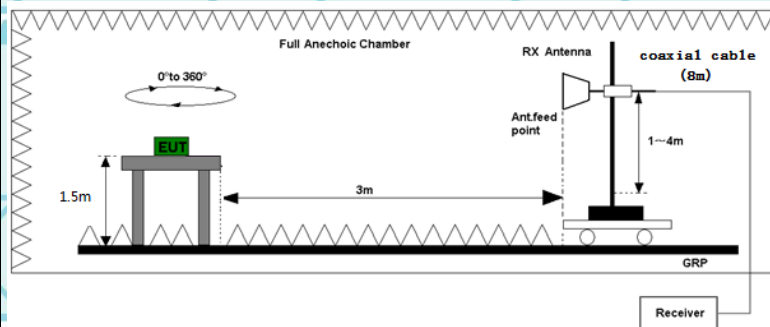 Full Anechoic Chamber
RX Antenna
coaxial cable
(8m)
0°to 360°
Ant.feed
point
EUT
1~4m
1.5m
3m
GRP
Receiver